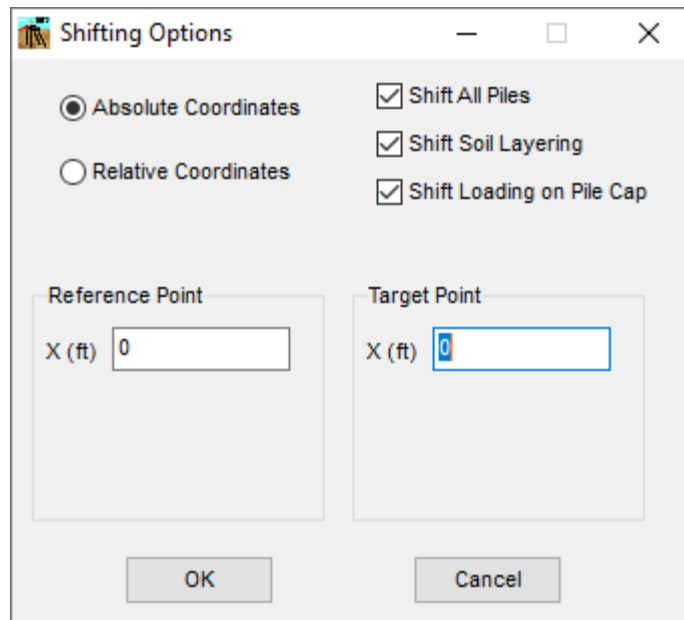 Shifting Options
Absolute Coordinates
Relative Coordinates
Shift All Piles
Shift Soil Layering
Shift Loading on Pile Cap
Reference Point
X (ft) 0
Target Point
X (ft) 0
OK
Cancel